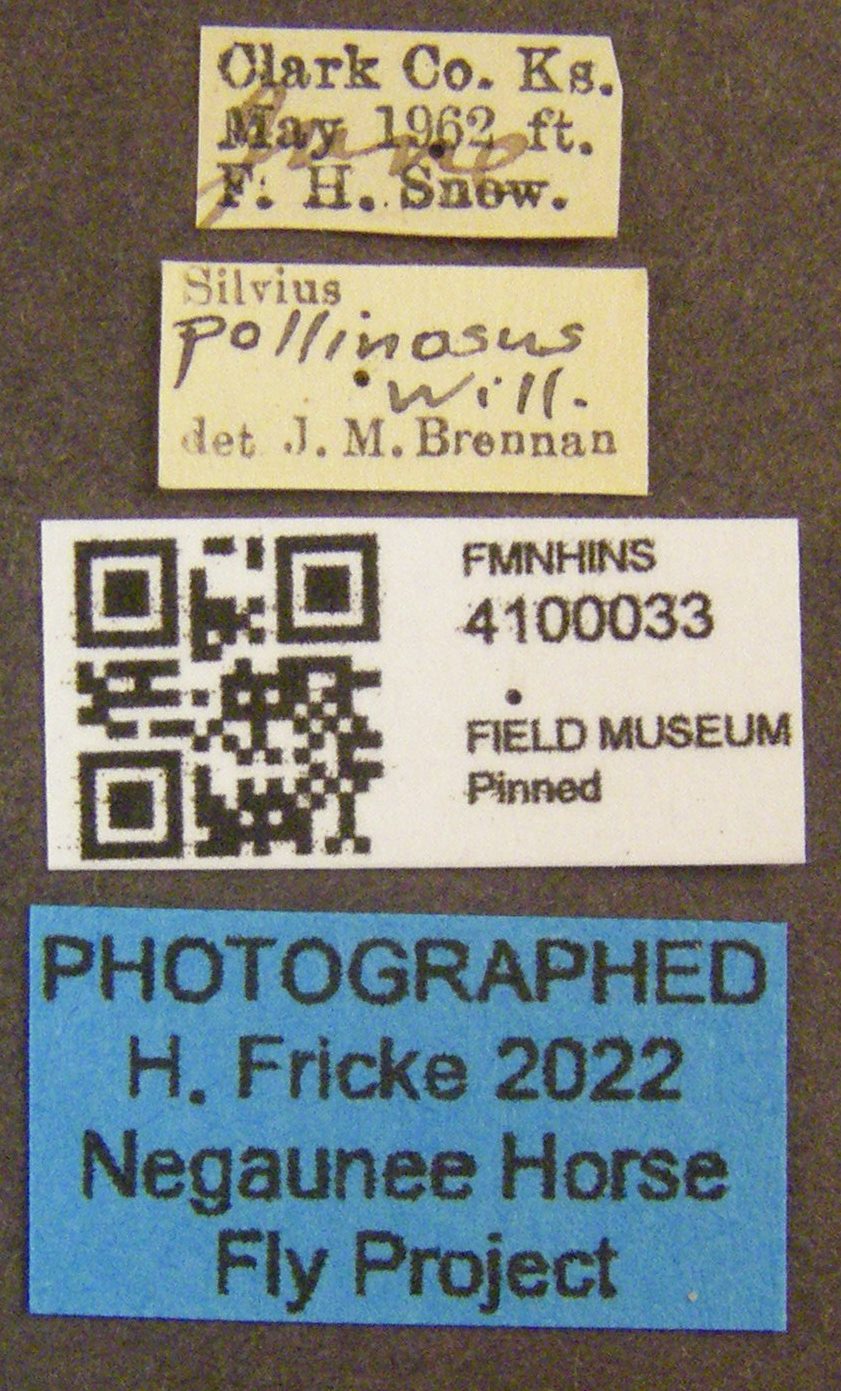 Clark Co. Ks.
May 1962 ft.
June
F. H. Snow.
Silvius
pollinosus
Will.
det J. M. Brennan
FMNHINS
4100033
FIELD MUSEUM
Pinned
PHOTOGRAPHED
H. Fricke 2022
Negaunee Horse
Fly Project